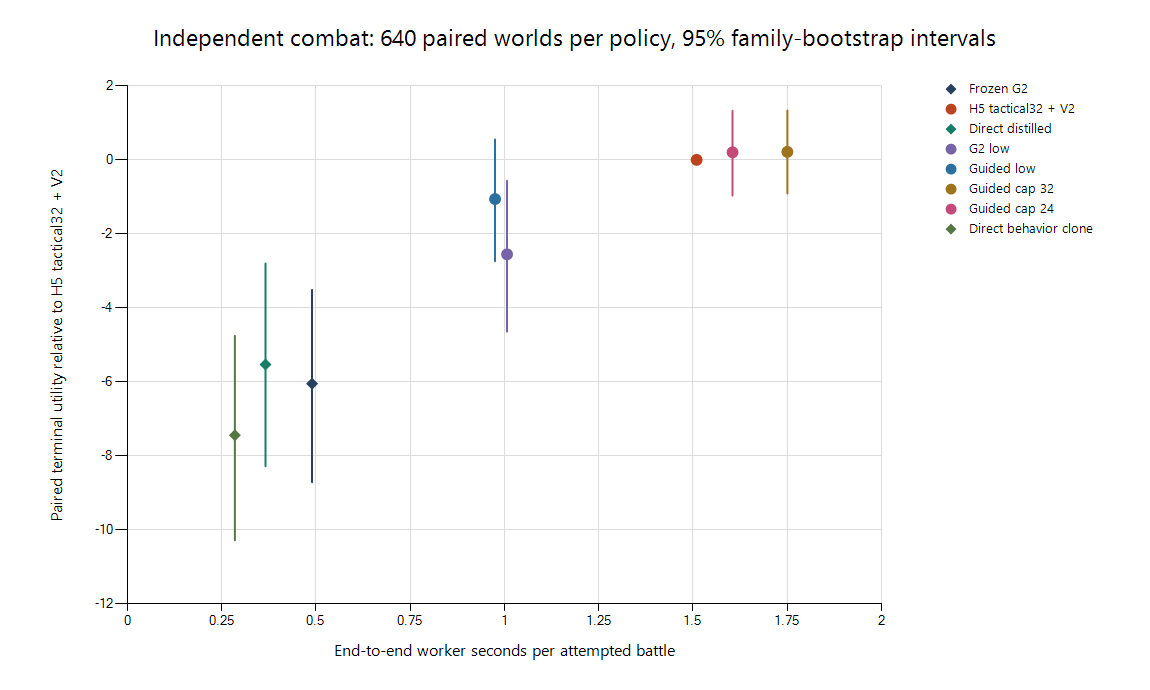 Independent combat: 640 paired worlds per policy, 95% family-bootstrap intervals
Paired terminal utility relative to H5 tactical32 + V2
2
0
-2
-4
-6
-8
-10
-12
0
0.25
0.5
0.75
1
1.25
1.5
1.75
2
End-to-end worker seconds per attempted battle
Frozen G2
H5 tactical32 + V2
Direct distilled
G2 low
Guided low
Guided cap 32
Guided cap 24
Direct behavior clone